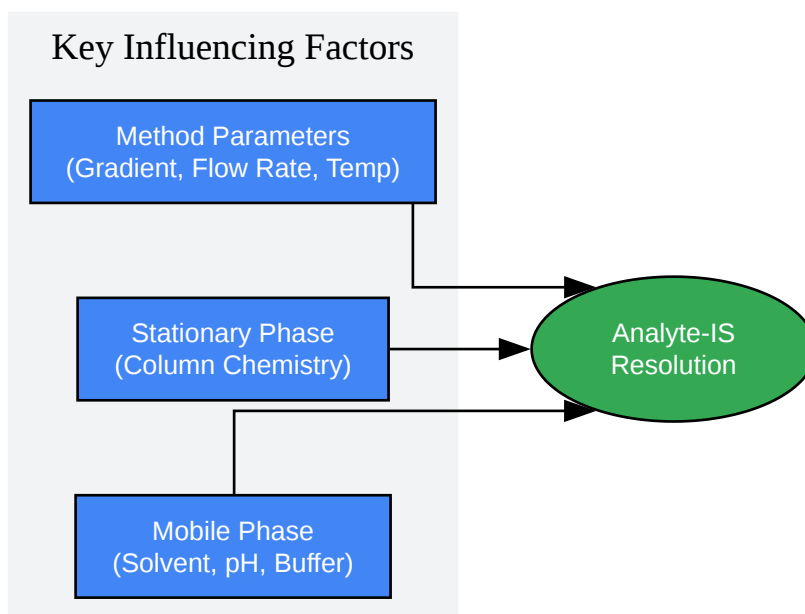 Key Influencing Factors
Method Parameters
(Gradient, Flow Rate, Temp)
Stationary Phase
(Column Chemistry)
Analyte-IS
Resolution
Mobile Phase
(Solvent, pH, Buffer)